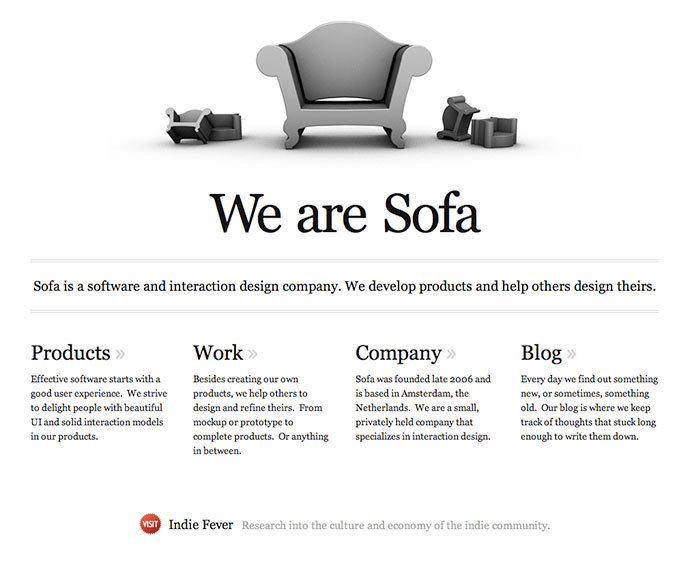 We are Sofa
Sofa is a software and interaction design company. We develop products and help others design theirs.
Products »
Effective software starts with a
good user experience. We strive
to delight people with beautiful
UI and solid interaction models
in our products.
Work »
Besides creating our own
products, we help others to
design and refine theirs. From
mockup or prototype to
complete products. Or anything
in between.
Company »
Sofa was founded late 2006 and
is based in Amsterdam, the
Netherlands. We are a small,
privately held company that
specializes in interaction design.
Blog »
Every day we find out something
new, or sometimes, something
old. Our blog is where we keep
track of thoughts that stuck long
enough to write them down.
VISIT Indie Fever Research into the culture and economy of the indie community.